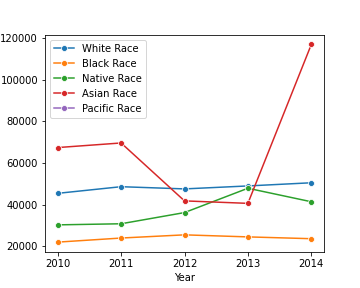 120000
100000
80000
60000
40000
20000
White Race
Black Race
Native Race
Asian Race
Pacific Race
2010 2011 2012 2013 2014
Year